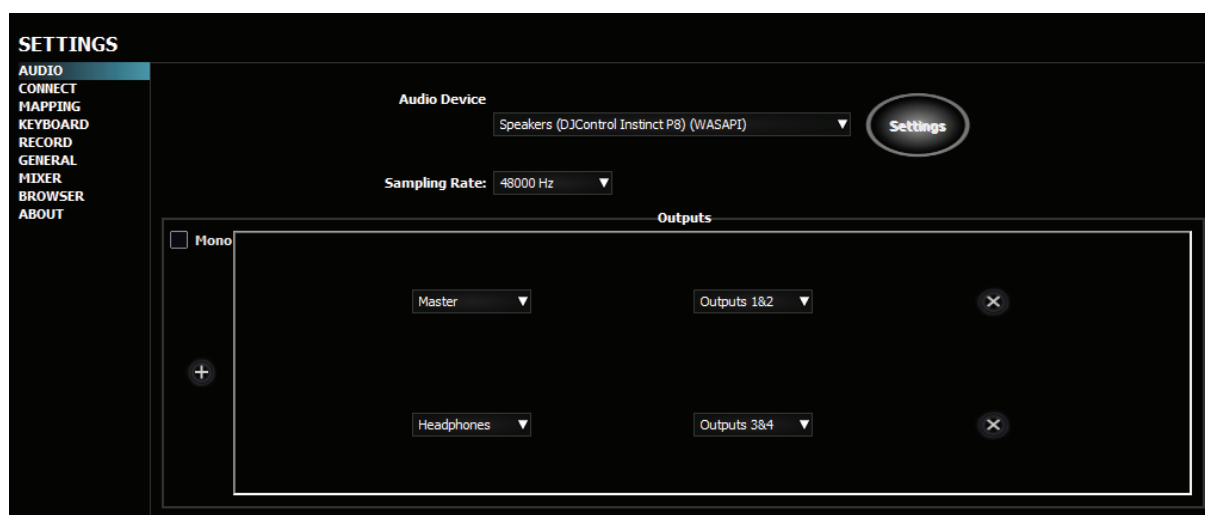 SETTINGS
AUDIO
CONNECT
MAPPING
KEYBOARD
RECORD
GENERAL
MIXER
BROWSER
ABOUT
Audio Device
Speakers (DJControl Instinct P8) (WASAPI)
Settings
Sampling Rate: 48000 Hz
Outputs
Mono
Master Outputs 1&2
Headphones Outputs 3&4